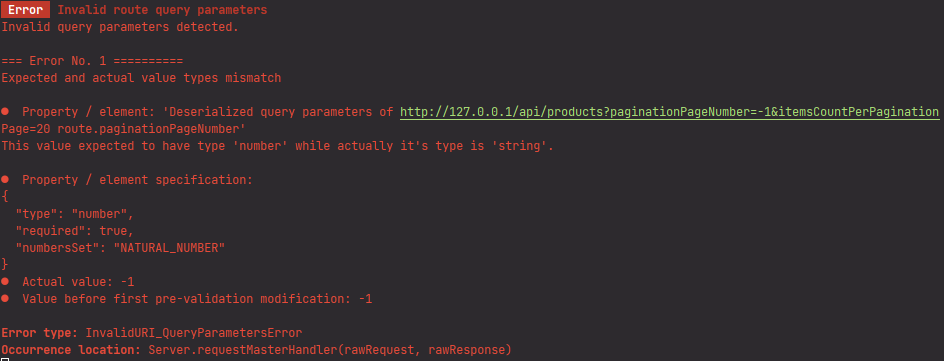 Error Invalid route query parameters
Invalid query parameters detected.
=== Error No. 1 ==========
Expected and actual value types mismatch
● Property / element: 'Deserialized query parameters of http://127.0.0.1/api/products?paginationPageNumber=-1&itemsCountPerPagination
Page=20 route.paginationPageNumber'
This value expected to have type 'number' while actually it's type is 'string'.
● Property / element specification:
{
"type": "number",
"required": true,
"numbersSet": "NATURAL_NUMBER"
}
● Actual value: -1
● Value before first pre-validation modification: -1
Error type: InvalidURI_QueryParametersError
Occurrence location: Server.requestMasterHandler(rawRequest, rawResponse)